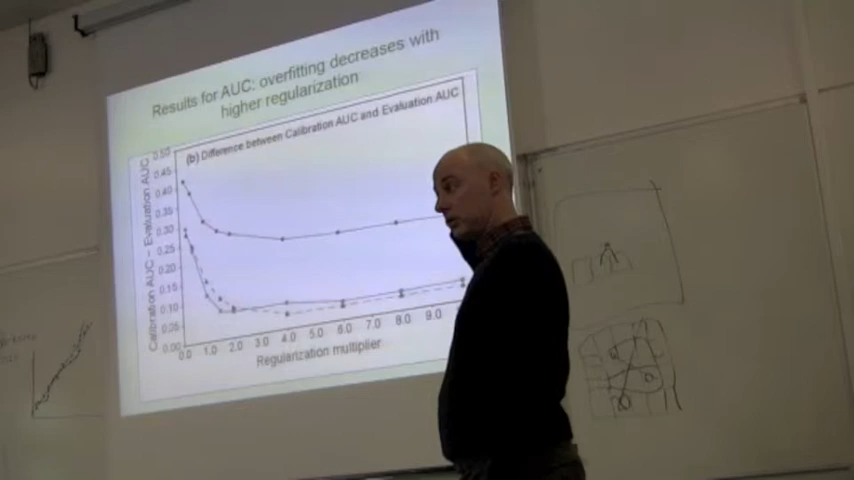 Results for AUC: overfitting decreases with
higher regularization
(b) Difference between Calibration AUC and Evaluation AUC
Calibration AUC – Evaluation AUC
0.50
0.45
0.40
0.35
0.30
0.25
0.20
0.15
0.10
0.05
0.00
0.0 1.0 2.0 3.0 4.0 5.0 6.0 7.0 8.0 9.0
Regularization multiplier